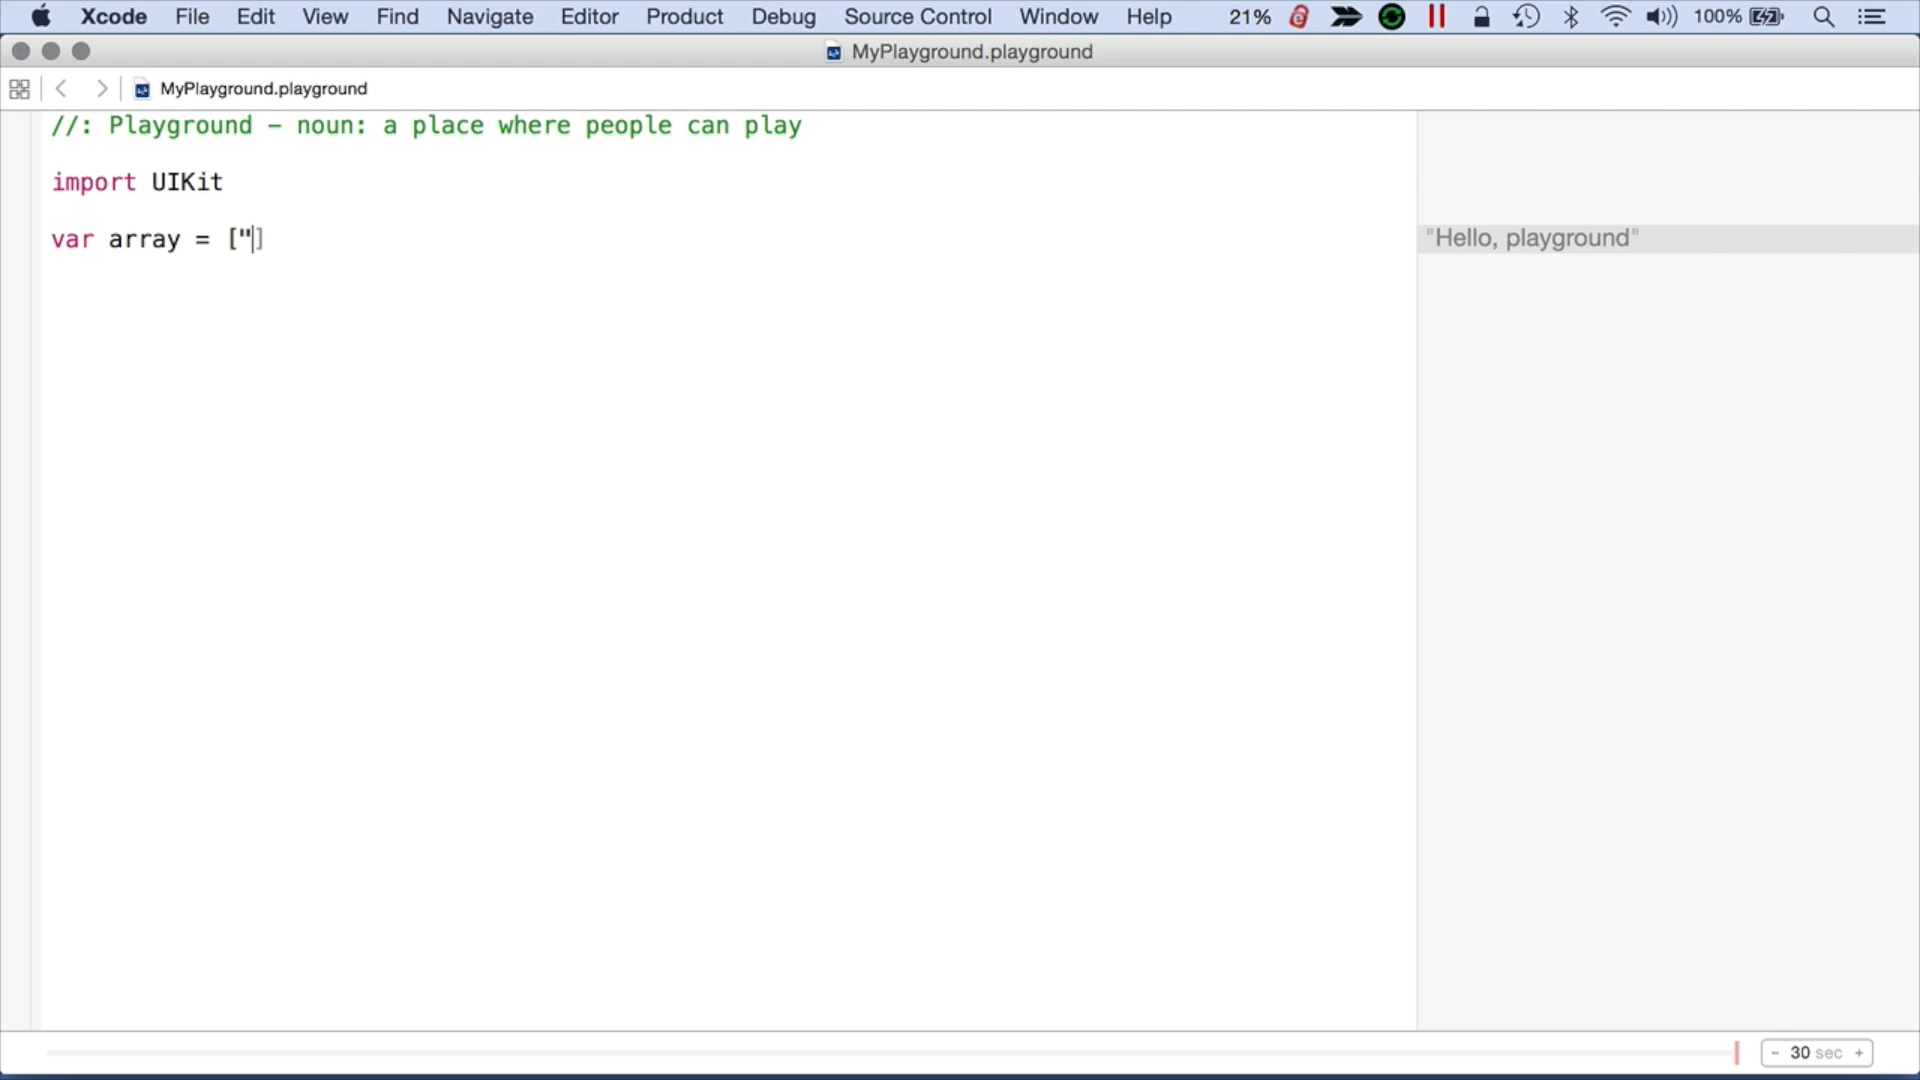 Xcode File Edit View Find Navigate Editor Product Debug Source Control Window Help 21% 100%
MyPlayground.playground
MyPlayground.playground
//: Playground - noun: a place where people can play
import UIKit
var array = ["]
"Hello, playground"
- 30 sec +